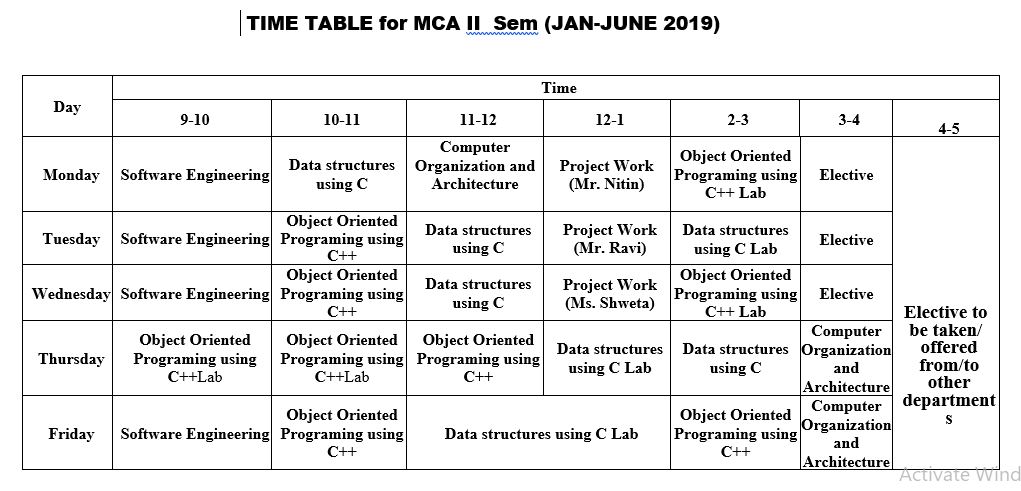 TIME TABLE for MCA II Sem (JAN-JUNE 2019)
Day
Time
9-10
10-11
11-12
12-1
2-3
3-4
4-5
Monday
Software Engineering
Data structures
using C
Computer
Organization and
Architecture
Project Work
(Mr. Nitin)
Object Oriented
Programing using
C++ Lab
Elective
Tuesday
Software Engineering
Object Oriented
Programing using
C++
Data structures
using C
Project Work
(Mr. Ravi)
Data structures
using C Lab
Elective
Wednesday
Software Engineering
Object Oriented
Programing using
C++
Data structures
using C
Project Work
(Ms. Shweta)
Object Oriented
Programing using
C++ Lab
Elective
Thursday
Object Oriented
Programing using
C++Lab
Object Oriented
Programing using
C++Lab
Object Oriented
Programing using
C++
Data structures
using C Lab
Data structures
using C
Computer
Organization
and
Architecture
Friday
Software Engineering
Object Oriented
Programing using
C++
Data structures using C Lab
Object Oriented
Programing using
C++
Computer
Organization
and
Architecture
Elective to
be taken/
offered
from/to
other
department
s
Activate Wind